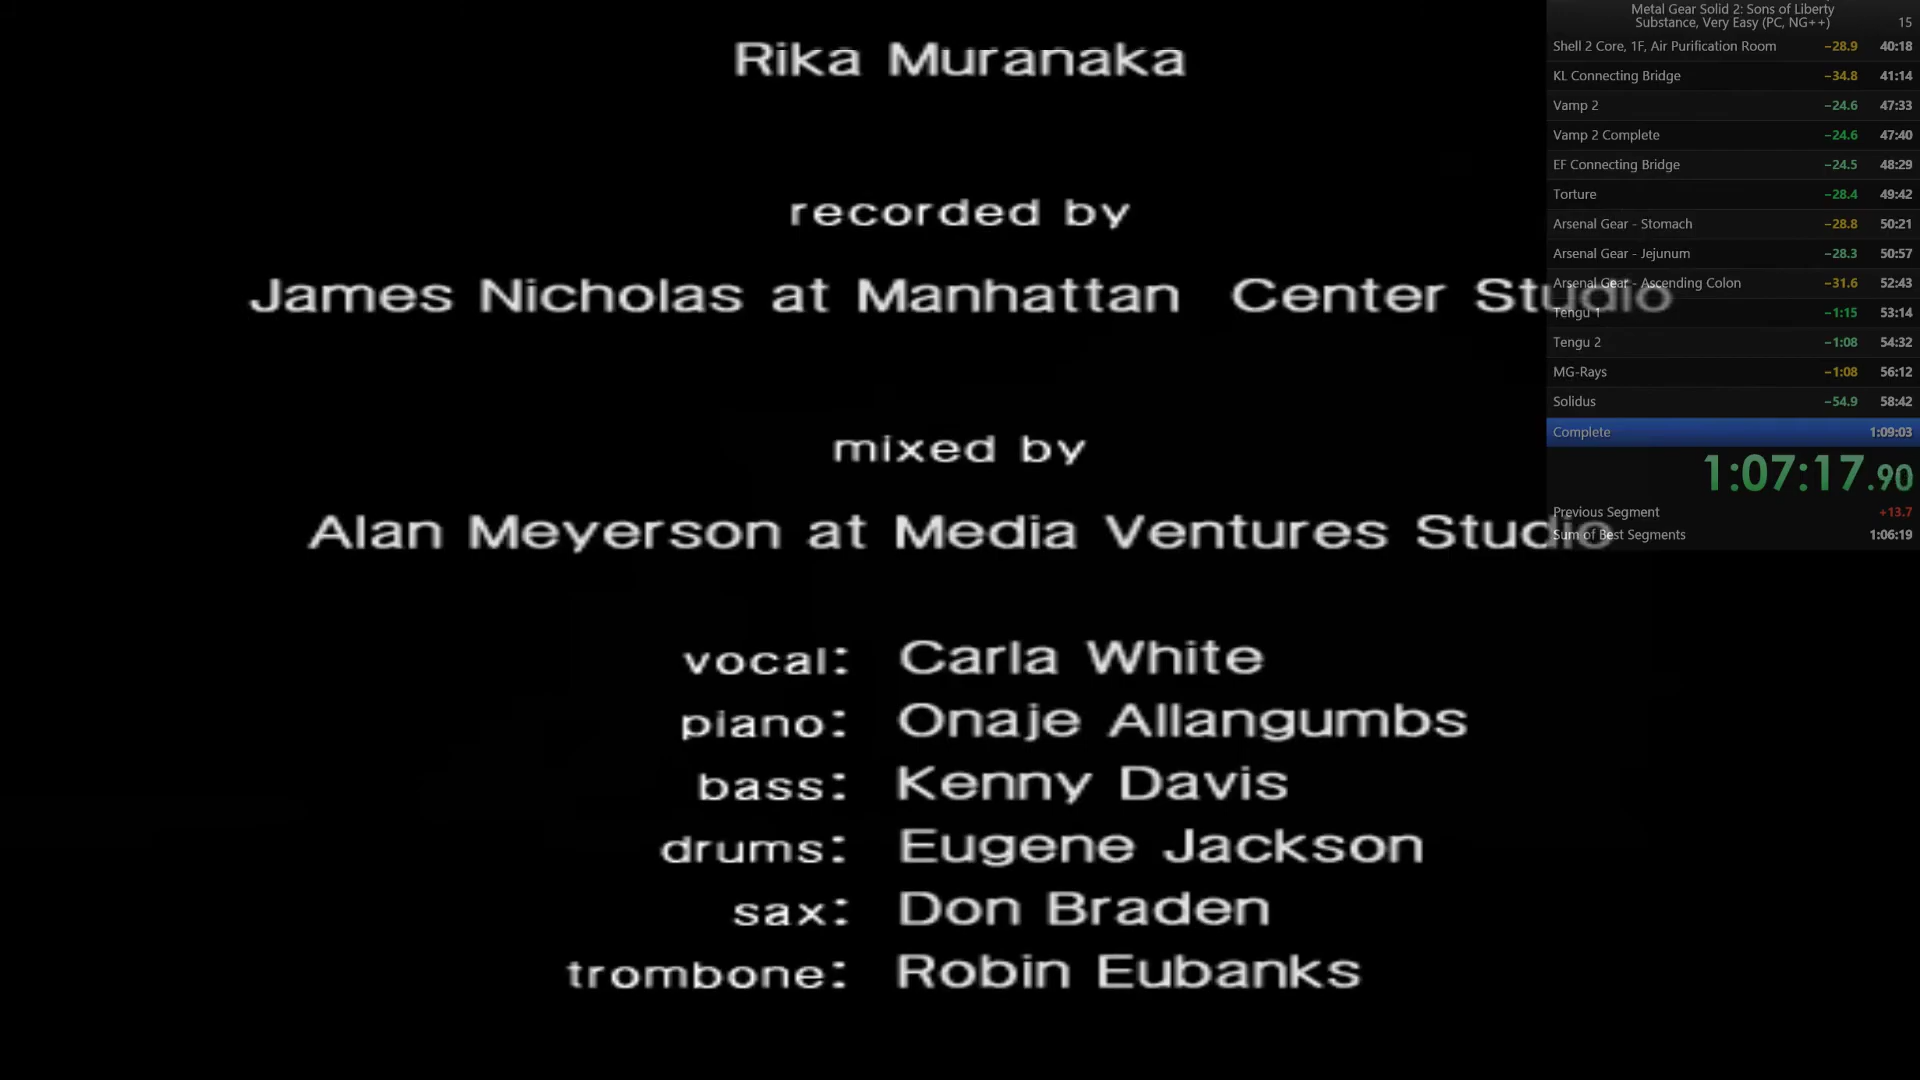 Rika Muranaka
recorded by
James Nicholas at Manhattan Center Studio
mixed by
Alan Meyerson at Media Ventures Studio
vocal: Carla White
piano: Onaje Allangumbs
bass: Kenny Davis
drums: Eugene Jackson
sax: Don Braden
trombone: Robin Eubanks
Metal Gear Solid 2: Sons of Liberty
Substance, Very Easy (PC, NG++) 15
Shell 2 Core, 1F, Air Purification Room −28.9 40:18
KL Connecting Bridge −34.8 41:14
Vamp 2 −24.6 47:33
Vamp 2 Complete −24.6 47:40
EF Connecting Bridge −24.5 48:29
Torture −28.4 49:42
Arsenal Gear - Stomach −28.8 50:21
Arsenal Gear - Jejunum −28.3 50:57
Arsenal Gear - Ascending Colon −31.6 52:43
Tengu 1 −1:15 53:14
Tengu 2 −1:08 54:32
MG-Rays −1:08 56:12
Solidus −54.9 58:42
Complete 1:09:03
1:07:17.90
Previous Segment +13.7
Sum of Best Segments 1:06:19